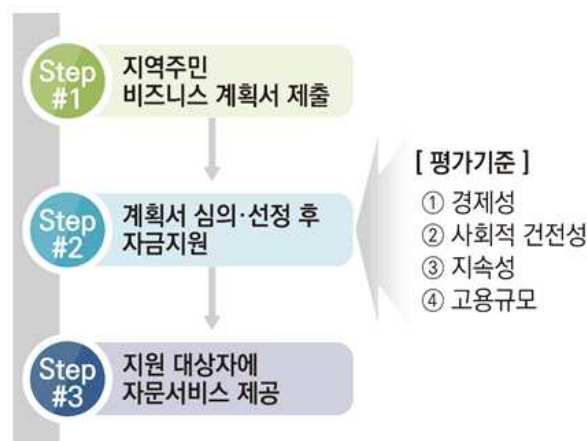 Step
#1
지역주민
비즈니스 계획서 제출
Step
#2
계획서 심의·선정 후
자금지원
[ 평가기준 ]
① 경제성
② 사회적 건전성
③ 지속성
④ 고용규모
Step
#3
지원 대상자에
자문서비스 제공